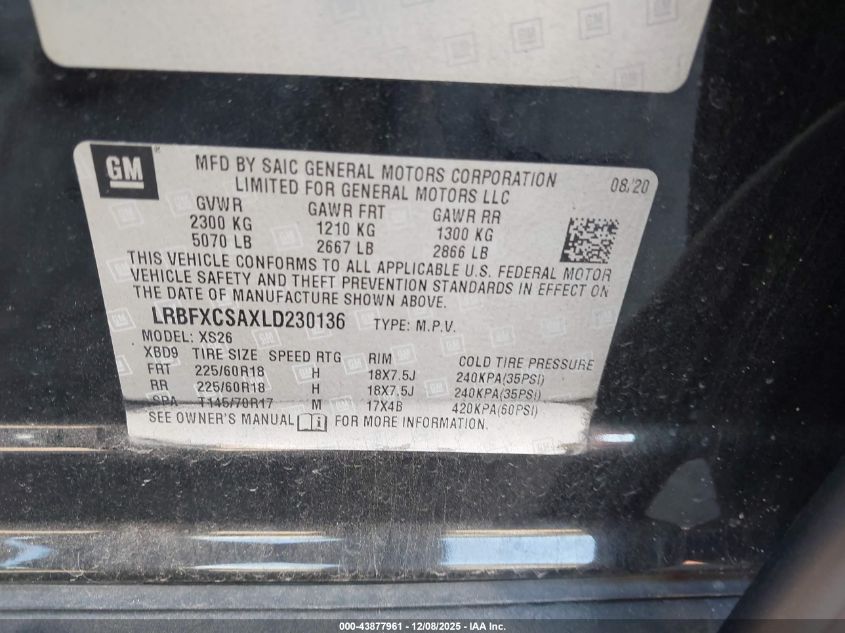 GM
MFD BY SAIC GENERAL MOTORS CORPORATION
LIMITED FOR GENERAL MOTORS LLC
08/20
GVWR GAWR FRT GAWR RR
2300 KG 1210 KG 1300 KG
5070 LB 2667 LB 2866 LB
THIS VEHICLE CONFORMS TO ALL APPLICABLE U.S. FEDERAL MOTOR
VEHICLE SAFETY AND THEFT PREVENTION STANDARDS IN EFFECT ON
THE DATE OF MANUFACTURE SHOWN ABOVE.
LRBFXCSAXLD230136 TYPE: M.P.V.
MODEL: XS26
XBD9 TIRE SIZE SPEED RTG RIM COLD TIRE PRESSURE
FRT 225/60R18 H 18X7.5J 240KPA(35PSI)
RR 225/60R18 H 18X7.5J 240KPA(35PSI)
SPA T145/70R17 M 17X4B 420KPA(60PSI)
SEE OWNER'S MANUAL i FOR MORE INFORMATION.
000-43877961 - 12/08/2025 - IAA Inc.